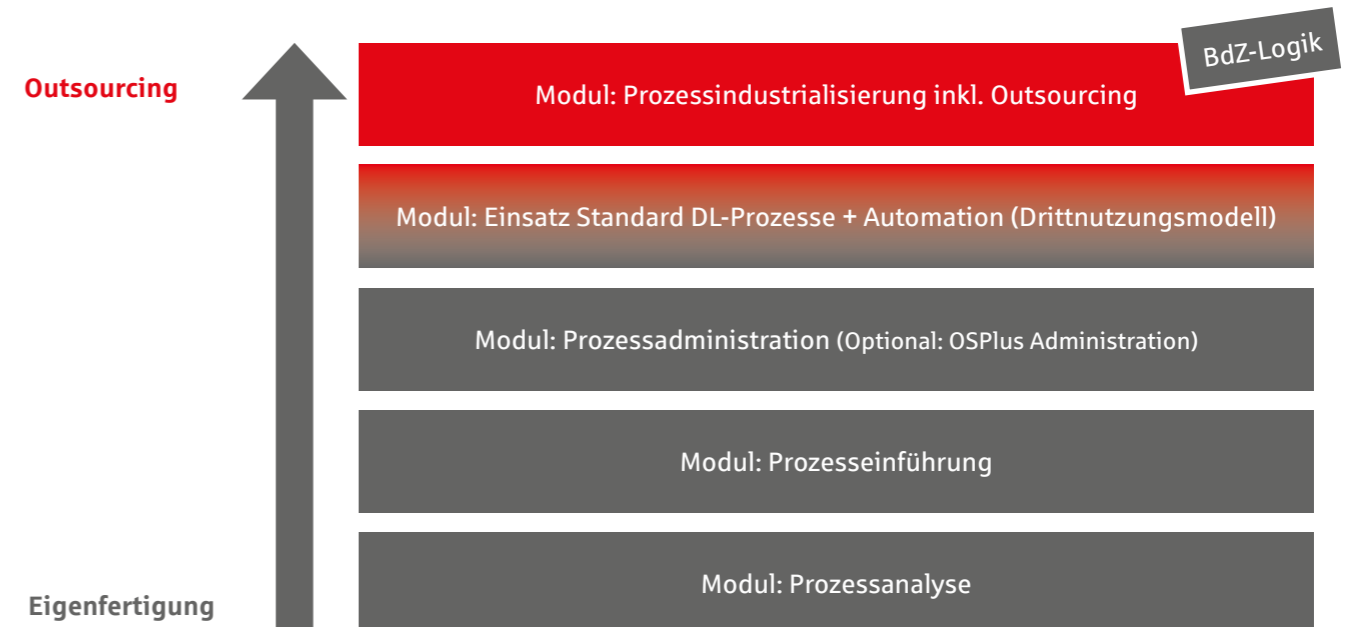 BdZ-Logik
Outsourcing
Modul: Prozessindustrialisierung inkl. Outsourcing
Modul: Einsatz Standard DL-Prozesse + Automation (Drittnutzungsmodell)
Modul: Prozessadministration (Optional: OSPlus Administration)
Modul: Prozesseinführung
Modul: Prozessanalyse
Eigenfertigung